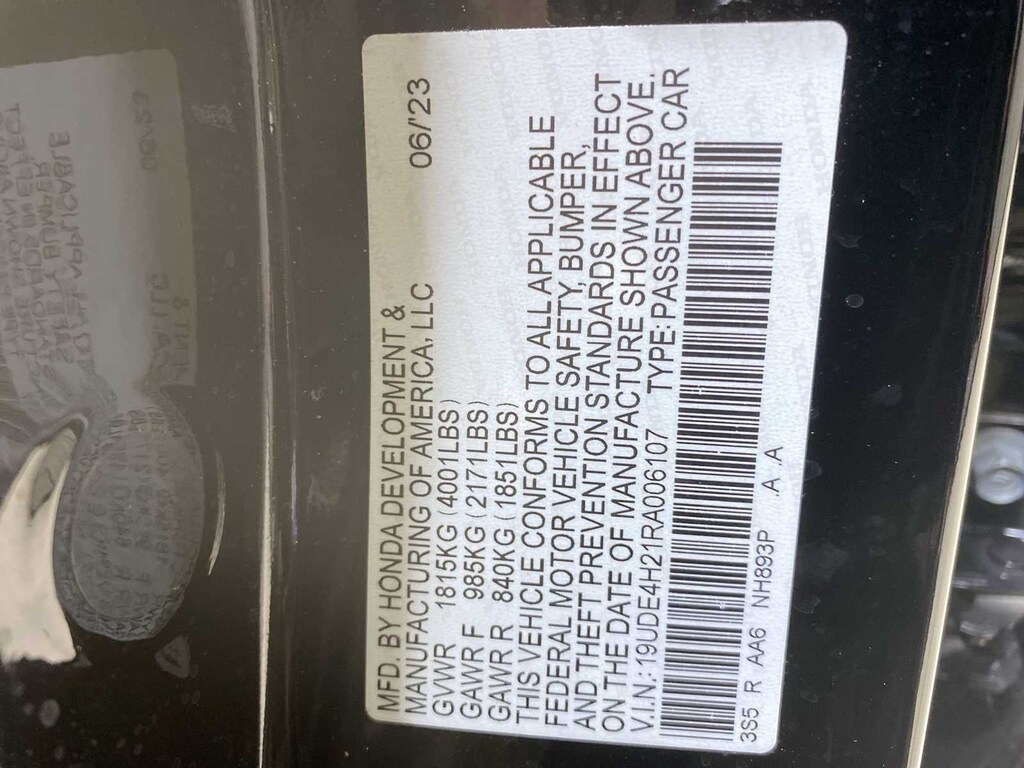 MFD. BY HONDA DEVELOPMENT &
MANUFACTURING OF AMERICA, LLC 06/'23
GVWR 1815KG (4001LBS)
GAWR F 985KG (2171LBS)
GAWR R 840KG (1851LBS)
THIS VEHICLE CONFORMS TO ALL APPLICABLE
FEDERAL MOTOR VEHICLE SAFETY, BUMPER,
AND THEFT PREVENTION STANDARDS IN EFFECT
ON THE DATE OF MANUFACTURE SHOWN ABOVE.
V.I.N.: 19UDE4H21RA006107 TYPE: PASSENGER CAR
3S5 R AA6 NH893P .A .A